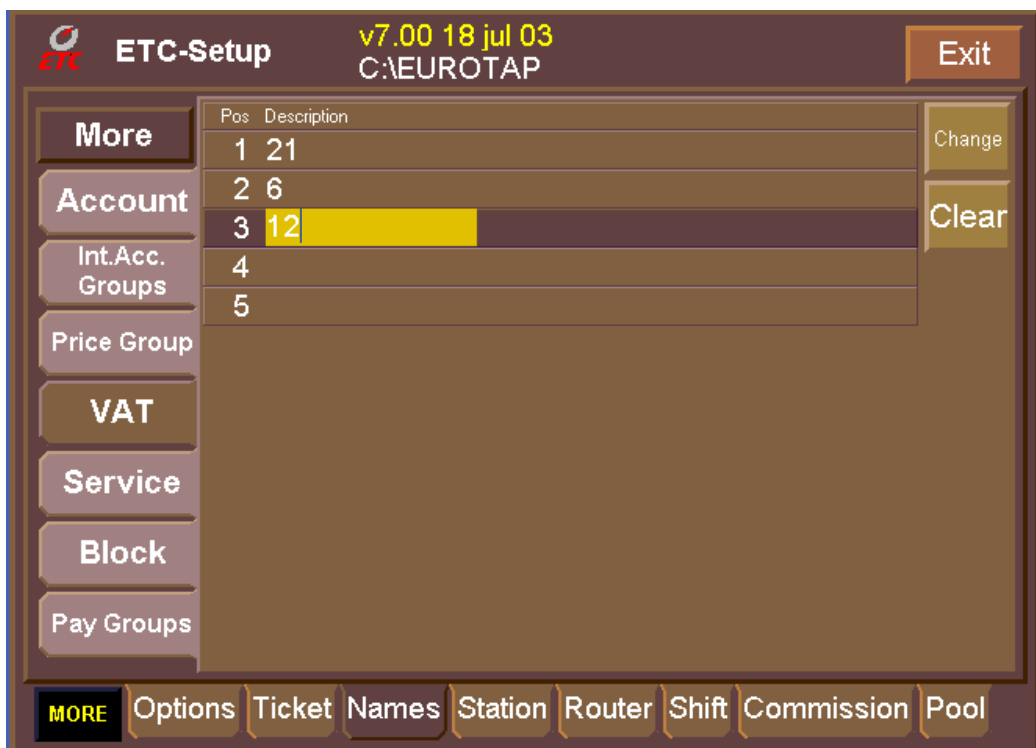 ETC ETC-Setup v7.00 18 jul 03 Exit
C:\EUROTAP
More
Account
Int.Acc.
Groups
Price Group
VAT
Service
Block
Pay Groups
Pos Description
1 21
2 6
3 12
4
5
Change
Clear
MORE Options Ticket Names Station Router Shift Commission Pool